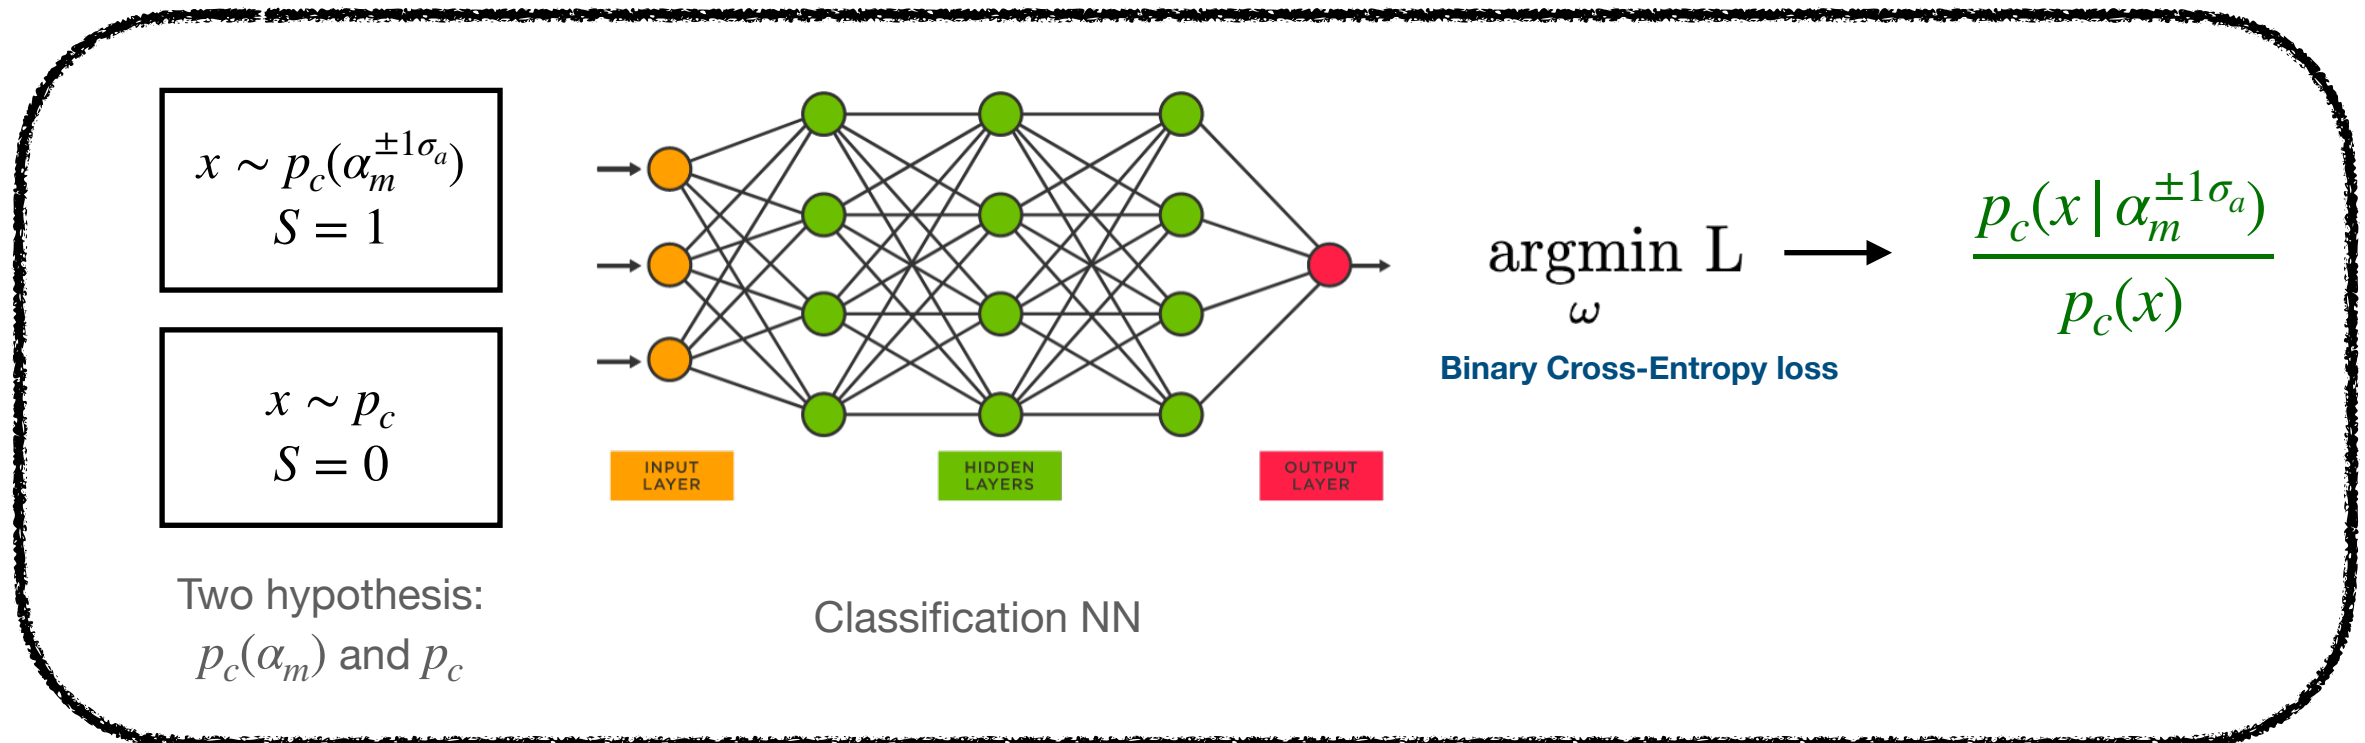 x ∼ p_c(α_m^{±1σ_a})
S = 1
x ∼ p_c
S = 0
Two hypothesis:
p_c(α_m) and p_c
INPUT
LAYER
HIDDEN
LAYERS
OUTPUT
LAYER
Classification NN
argmin L
ω
Binary Cross-Entropy loss
p_c(x | α_m^{±1σ_a})
p_c(x)